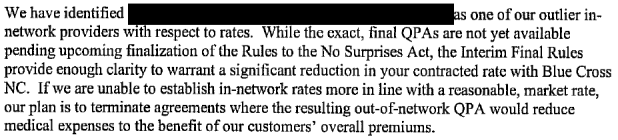 We have identified as one of our outlier in-
network providers with respect to rates. While the exact, final QPAs are not yet available
pending upcoming finalization of the Rules to the No Surprises Act, the Interim Final Rules
provide enough clarity to warrant a significant reduction in your contracted rate with Blue Cross
NC. If we are unable to establish in-network rates more in line with a reasonable, market rate,
our plan is to terminate agreements where the resulting out-of-network QPA would reduce
medical expenses to the benefit of our customers’ overall premiums.